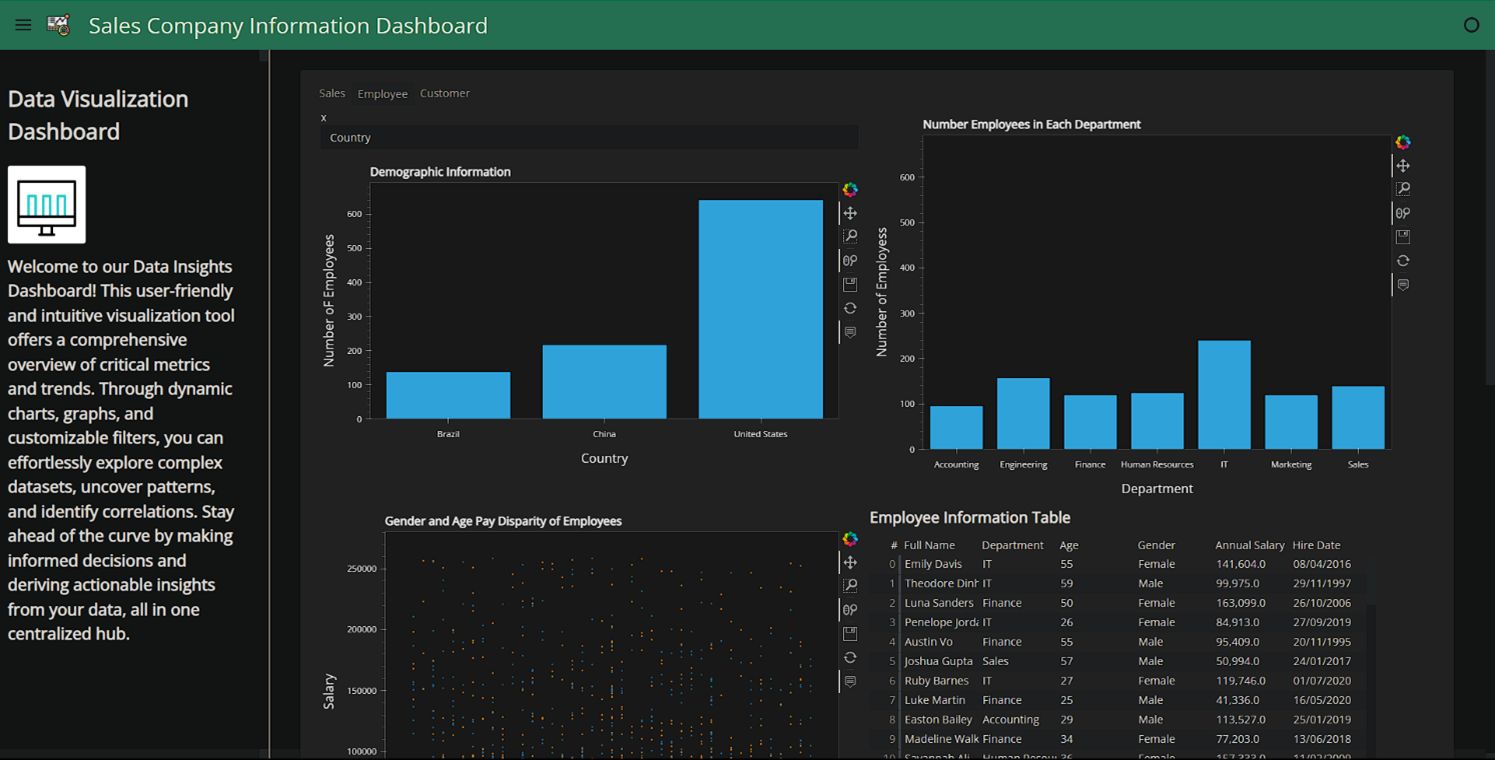 Sales Company Information Dashboard
Data Visualization
Dashboard
Welcome to our Data Insights
Dashboard! This user-friendly
and intuitive visualization tool
offers a comprehensive
overview of critical metrics
and trends. Through dynamic
charts, graphs, and
customizable filters, you can
effortlessly explore complex
datasets, uncover patterns,
and identify correlations. Stay
ahead of the curve by making
informed decisions and
deriving actionable insights
from your data, all in one
centralized hub.
Sales Employee Customer
x
Country
Demographic Information
Number oF Employees
600
500
400
300
200
100
0
Brazil China United States
Country
Number Employees in Each Department
Number of Employess
600
500
400
300
200
100
0
Accounting Engineering Finance Human Resources IT Marketing Sales
Department
Gender and Age Pay Disparity of Employees
Salary
250000
200000
150000
100000
Employee Information Table
# Full Name Department Age Gender Annual Salary Hire Date
0 Emily Davis IT 55 Female 141,604.0 08/04/2016
1 Theodore Dinh IT 59 Male 99,975.0 29/11/1997
2 Luna Sanders Finance 50 Female 163,099.0 26/10/2006
3 Penelope Jorda IT 26 Female 84,913.0 27/09/2019
4 Austin Vo Finance 55 Male 95,409.0 20/11/1995
5 Joshua Gupta Sales 57 Male 50,994.0 24/01/2017
6 Ruby Barnes IT 27 Female 119,746.0 01/07/2020
7 Luke Martin Finance 25 Male 41,336.0 16/05/2020
8 Easton Bailey Accounting 29 Male 113,527.0 25/01/2019
9 Madeline Walk Finance 34 Female 77,203.0 13/06/2018
10 Savannah Ali Human Resou 36 Female 157,333.0 11/02/2009